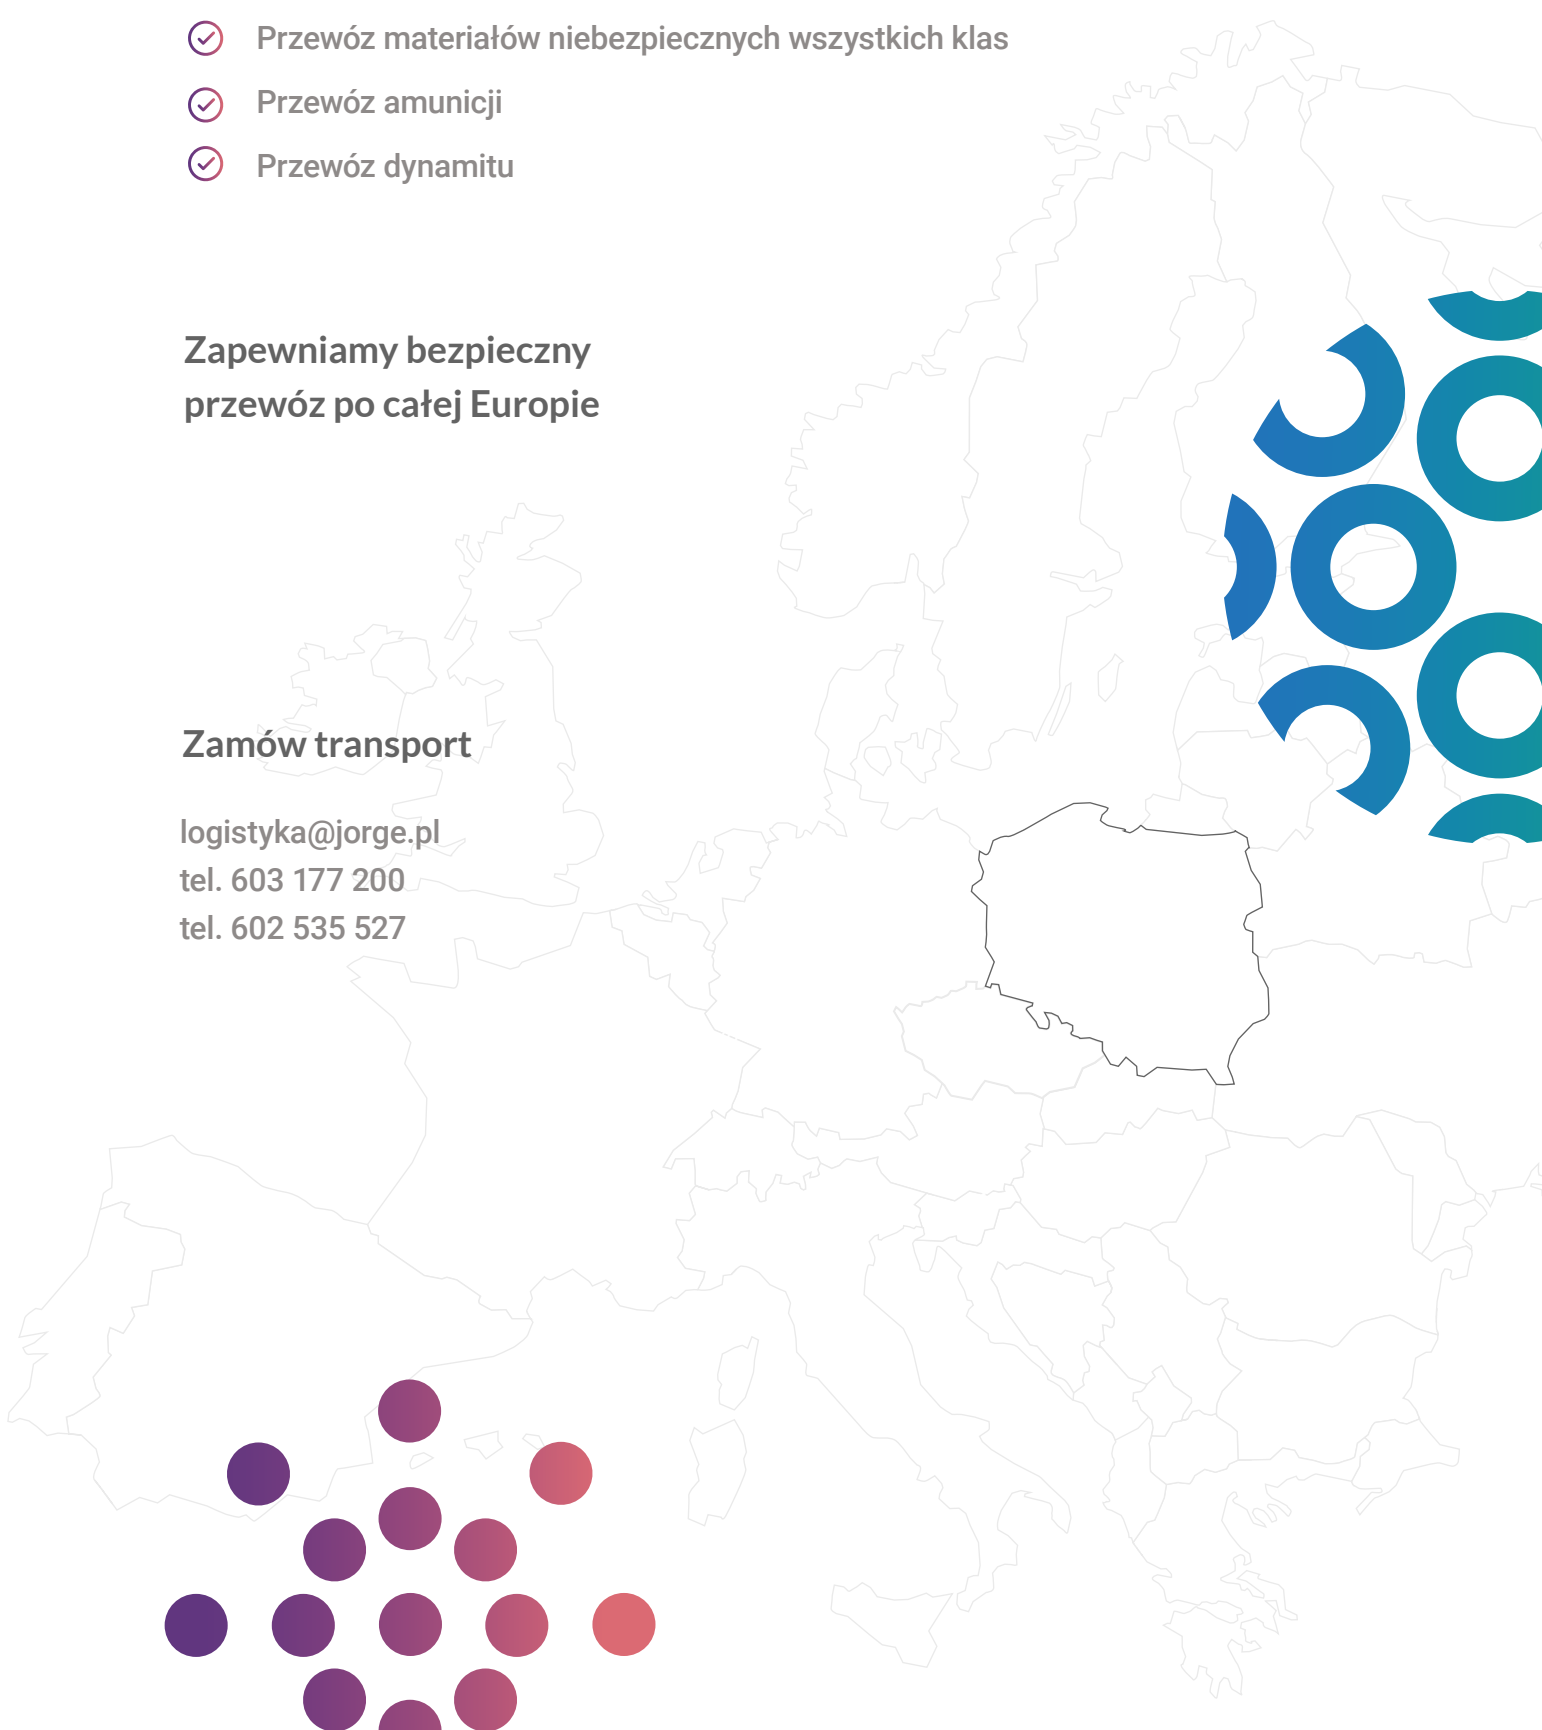 Przewóz materiałów niebezpiecznych wszystkich klas
Przewóz amunicji
Przewóz dynamitu
Zapewniamy bezpieczny
przewóz po całej Europie
Zamów transport
logistyka@jorge.pl
tel. 603 177 200
tel. 602 535 527